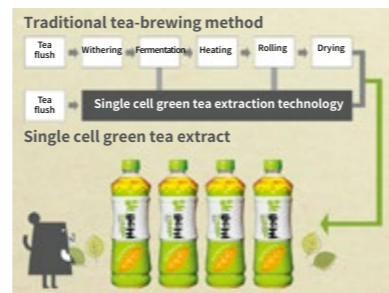 Traditional tea-brewing method
Tea
flush
Withering
Fermentation
Heating
Rolling
Drying
Tea
flush
Single cell green tea extraction technology
Single cell green tea extract